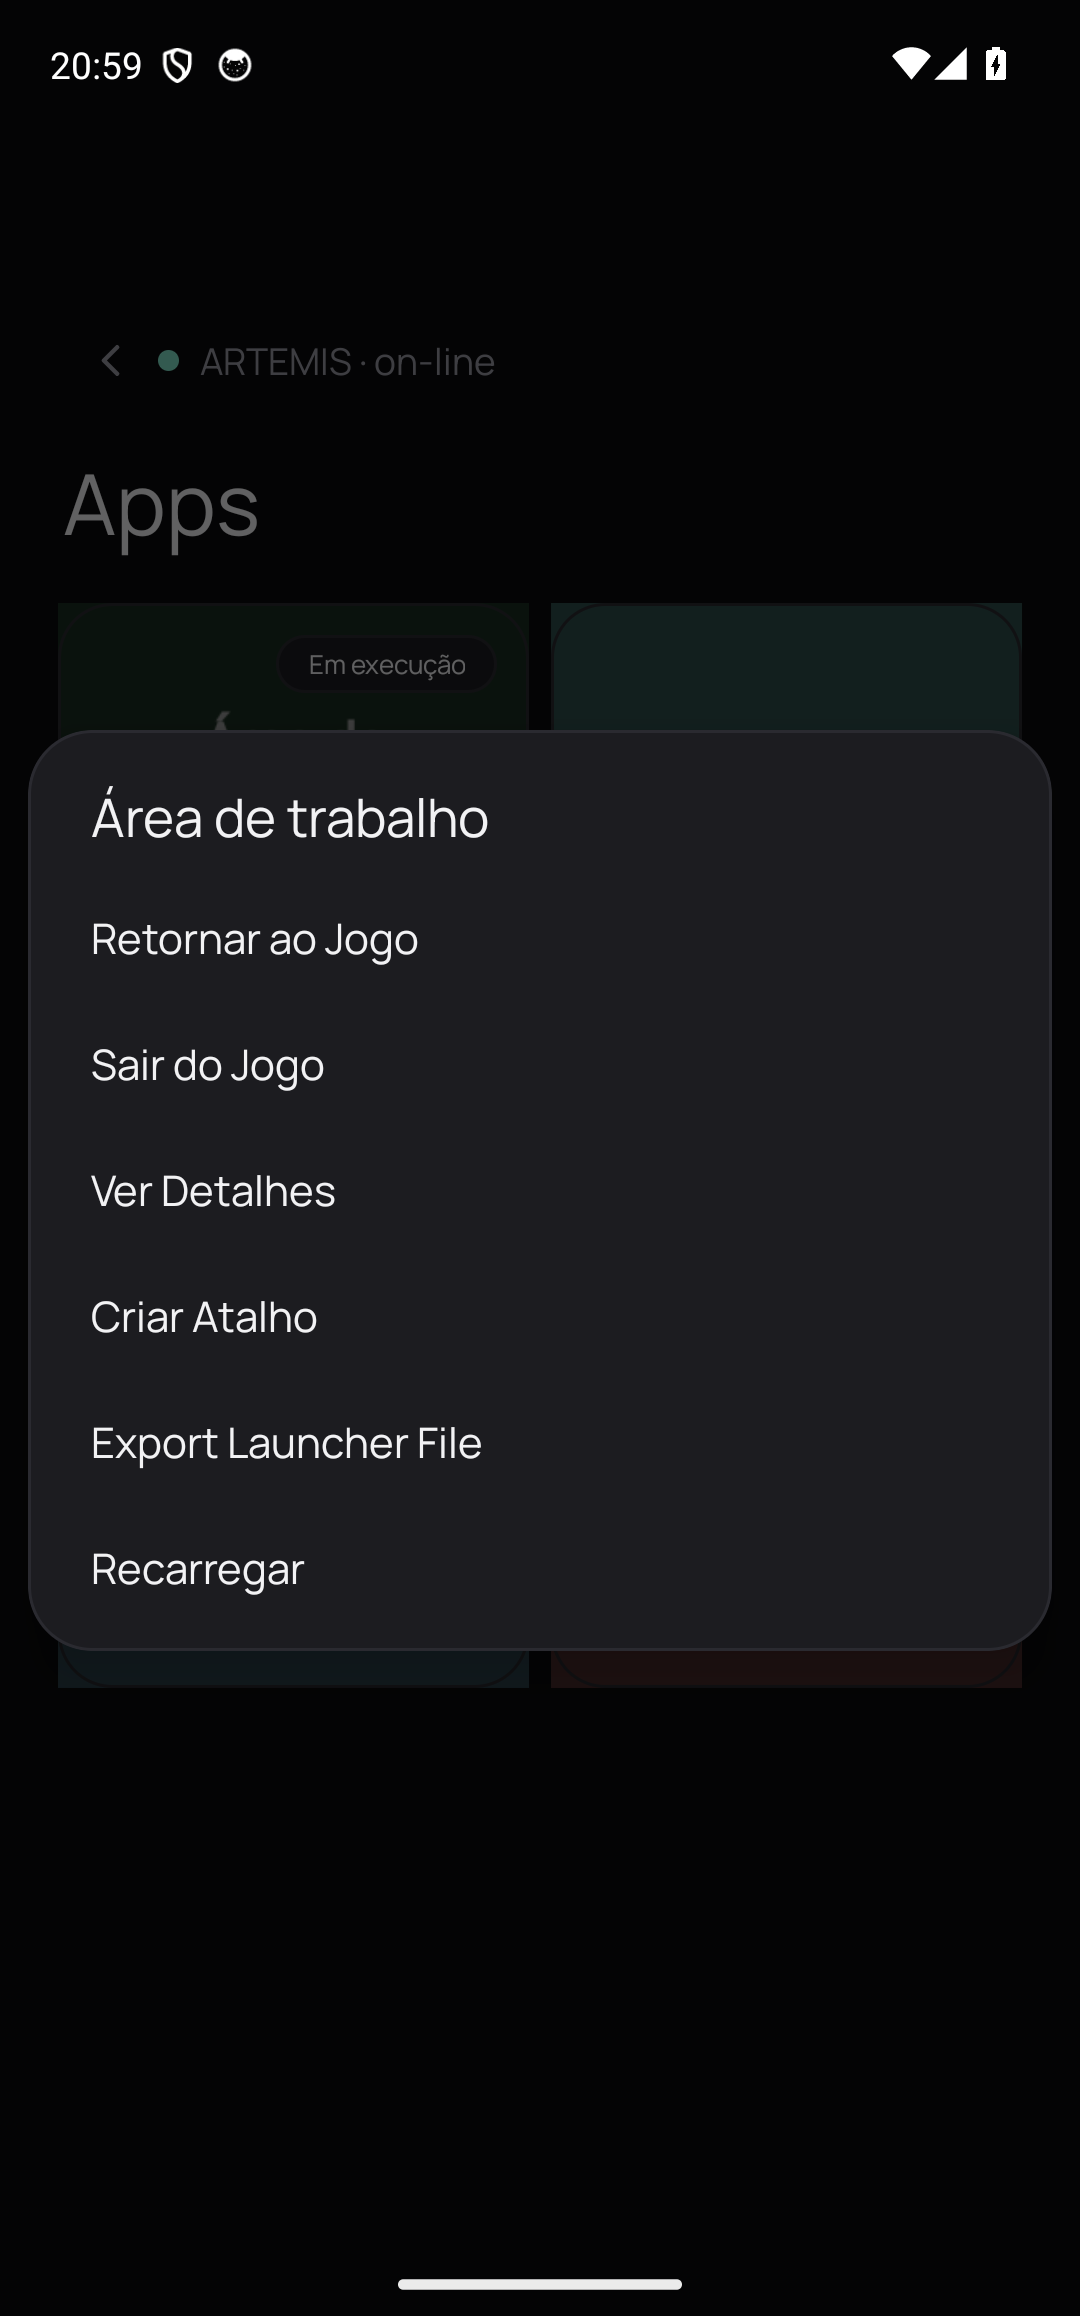 20:59
ARTEMIS · on-line
Apps
Em execução
Área de trabalho
Retornar ao Jogo
Sair do Jogo
Ver Detalhes
Criar Atalho
Export Launcher File
Recarregar